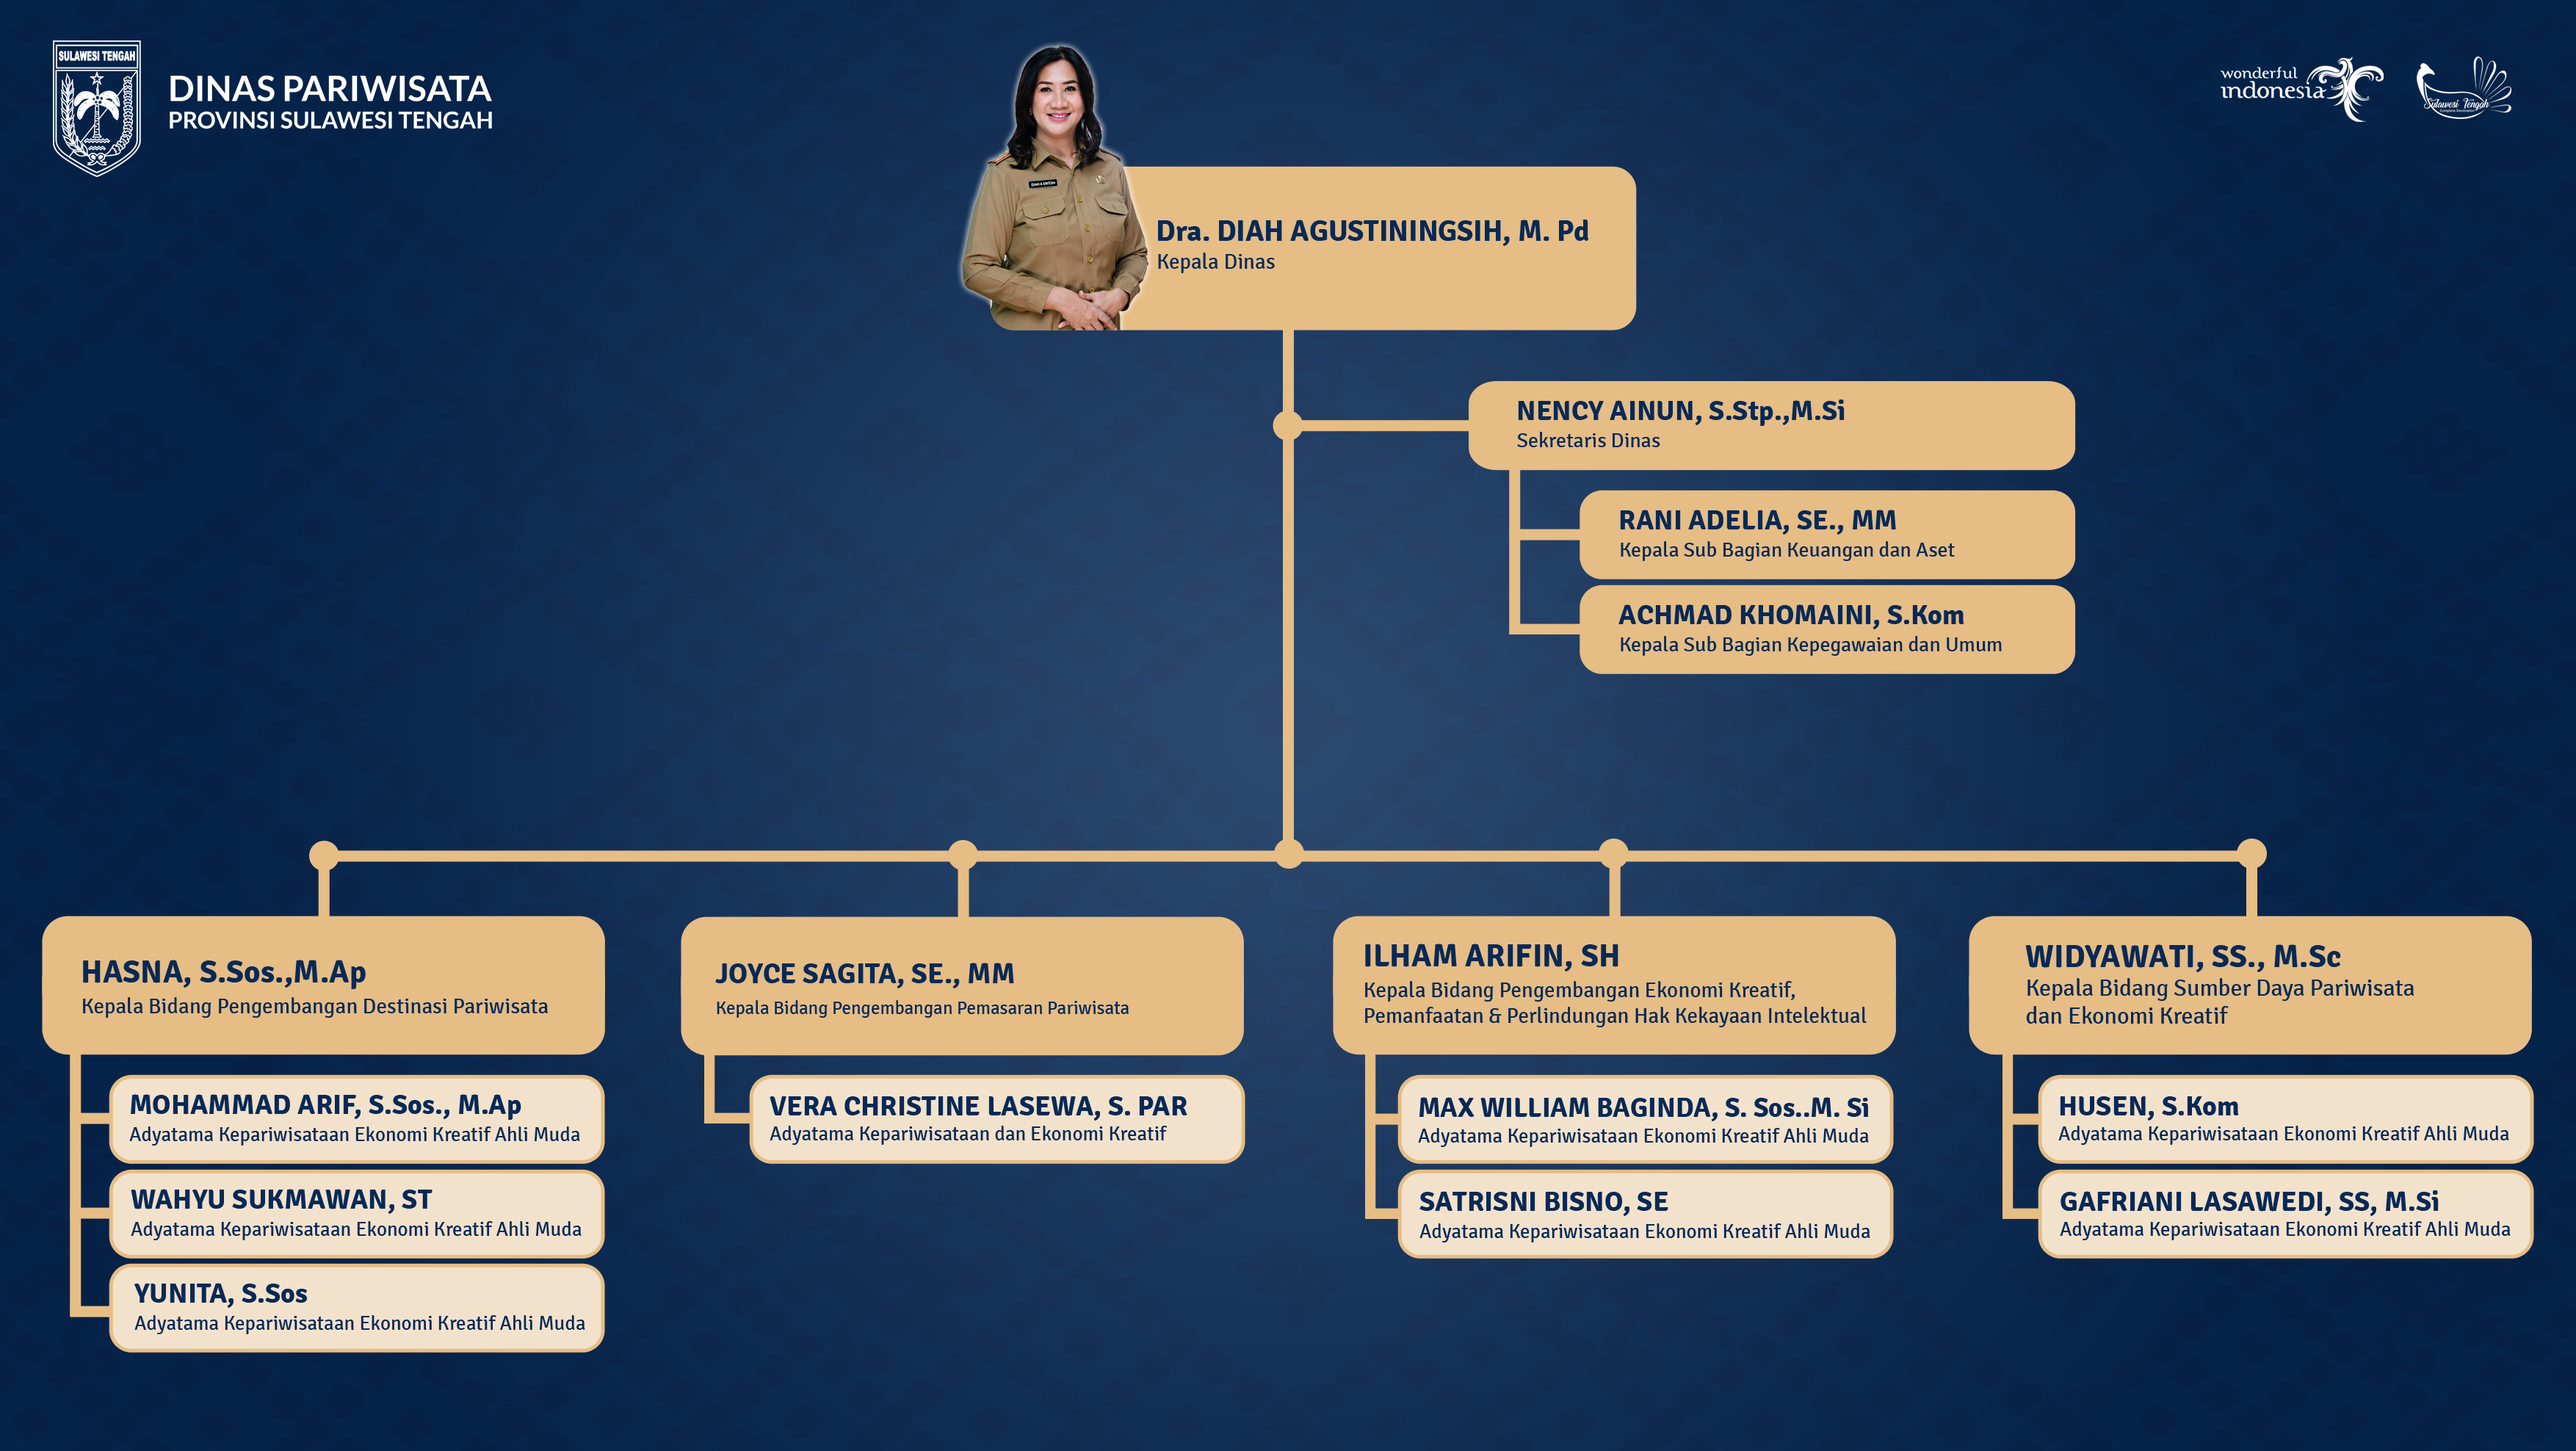 SULAWESI TENGAH
DINAS PARIWISATA
PROVINSI SULAWESI TENGAH
wonderful
indonesia
Sulawesi Tengah
Dra. DIAH AGUSTININGSIH, M. Pd
Kepala Dinas
NENCY AINUN, S.Stp.,M.Si
Sekretaris Dinas
RANI ADELIA, SE., MM
Kepala Sub Bagian Keuangan dan Aset
ACHMAD KHOMAINI, S.Kom
Kepala Sub Bagian Kepegawaian dan Umum
HASNA, S.Sos.,M.Ap
Kepala Bidang Pengembangan Destinasi Pariwisata
MOHAMMAD ARIF, S.Sos., M.Ap
Adyatama Kepariwisataan Ekonomi Kreatif Ahli Muda
WAHYU SUKMAWAN, ST
Adyatama Kepariwisataan Ekonomi Kreatif Ahli Muda
YUNITA, S.Sos
Adyatama Kepariwisataan Ekonomi Kreatif Ahli Muda
JOYCE SAGITA, SE., MM
Kepala Bidang Pengembangan Pemasaran Pariwisata
VERA CHRISTINE LASEWA, S. PAR
Adyatama Kepariwisataan dan Ekonomi Kreatif
ILHAM ARIFIN, SH
Kepala Bidang Pengembangan Ekonomi Kreatif,
Pemanfaatan & Perlindungan Hak Kekayaan Intelektual
MAX WILLIAM BAGINDA, S. Sos..M. Si
Adyatama Kepariwisataan Ekonomi Kreatif Ahli Muda
SATRISNI BISNO, SE
Adyatama Kepariwisataan Ekonomi Kreatif Ahli Muda
WIDYAWATI, SS., M.Sc
Kepala Bidang Sumber Daya Pariwisata
dan Ekonomi Kreatif
HUSEN, S.Kom
Adyatama Kepariwisataan Ekonomi Kreatif Ahli Muda
GAFRIANI LASAWEDI, SS, M.Si
Adyatama Kepariwisataan Ekonomi Kreatif Ahli Muda